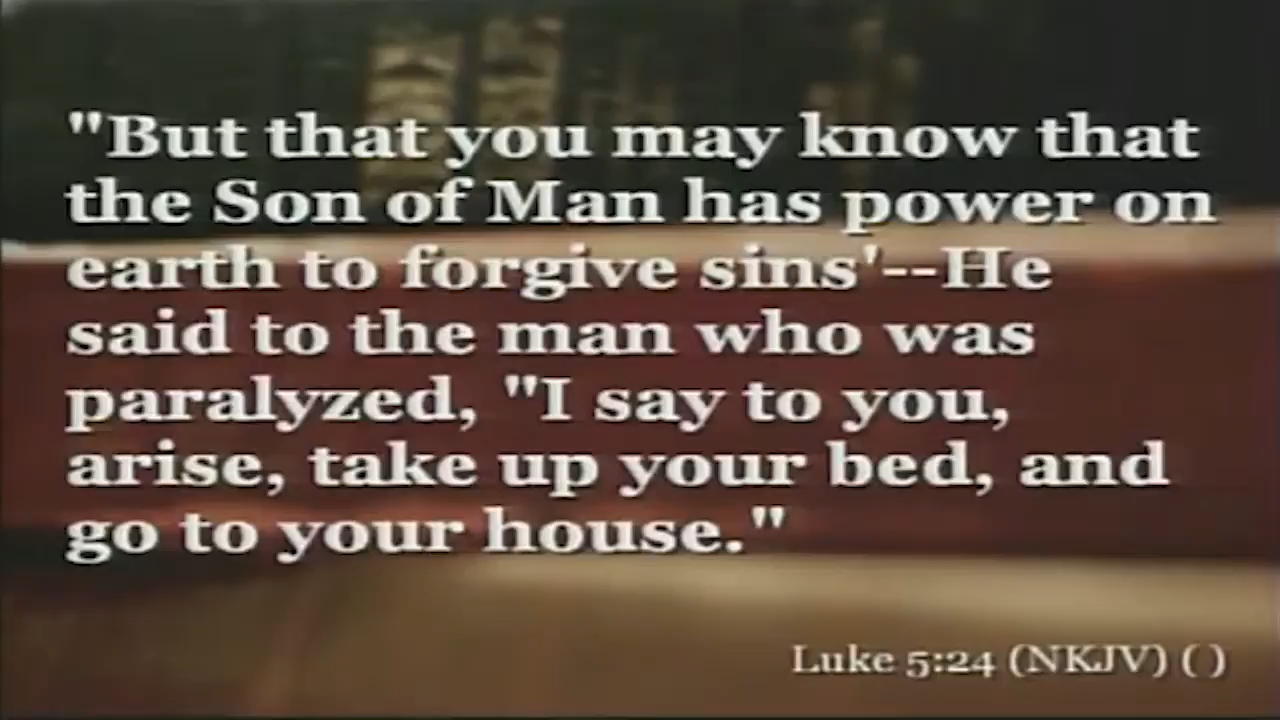 "But that you may know that
the Son of Man has power on
earth to forgive sins'--He
said to the man who was
paralyzed, "I say to you,
arise, take up your bed, and
go to your house."
Luke 5:24 (NKJV) ( )